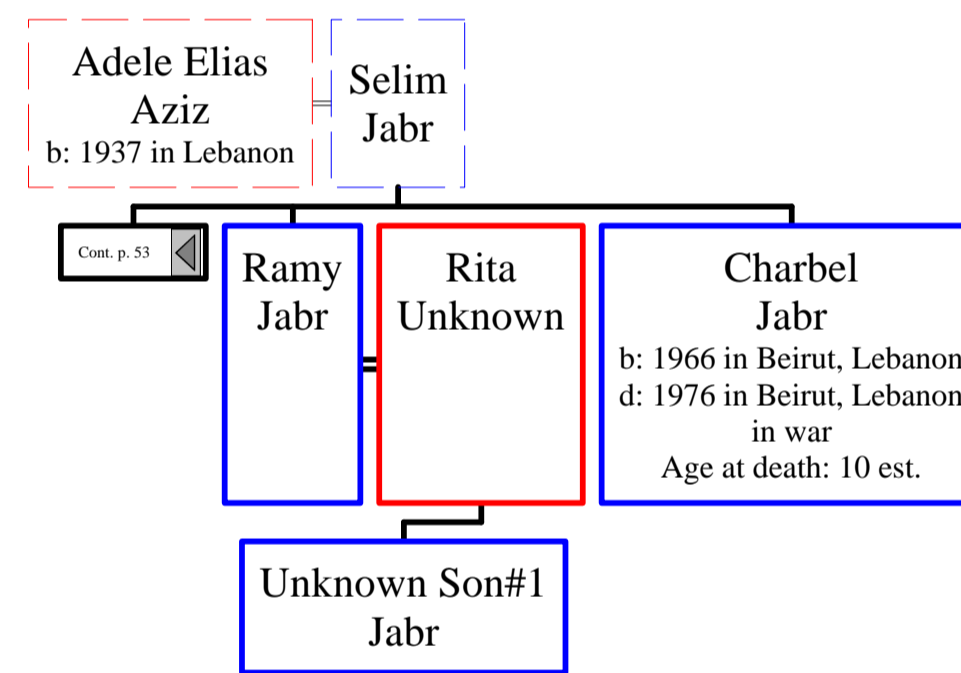 Adele Elias
Aziz
b: 1937 in Lebanon
Selim
Jabr
Cont. p. 53
Ramy
Jabr
Rita
Unknown
Charbel
Jabr
b: 1966 in Beirut, Lebanon
d: 1976 in Beirut, Lebanon
in war
Age at death: 10 est.
Unknown Son#1
Jabr